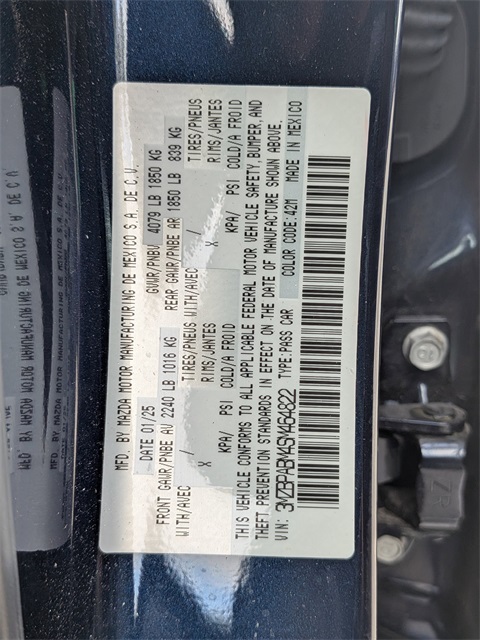 MFD. BY MAZDA MOTOR MANUFACTURING DE MEXICO S.A. DE C.V.
DATE 01/25 GVWR/PNBV 4079 LB 1850 KG
FRONT GAWR/PNBE AV 2240 LB 1016 KG REAR GAWR/PNBE AR 1850 LB 839 KG
WITH/AVEC TIRES/PNEUS WITH/AVEC TIRES/PNEUS
X RIMS/JANTES X RIMS/JANTES
KPA/ PSI COLD/A FROID KPA/ PSI COLD/A FROID
THIS VEHICLE CONFORMS TO ALL APPLICABLE FEDERAL MOTOR VEHICLE SAFETY, BUMPER, AND
THEFT PREVENTION STANDARDS IN EFFECT ON THE DATE OF MANUFACTURE SHOWN ABOVE.
VIN: 3MZBPABM4SM464822 TYPE:PASS CAR COLOR CODE:42M MADE IN MEXICO